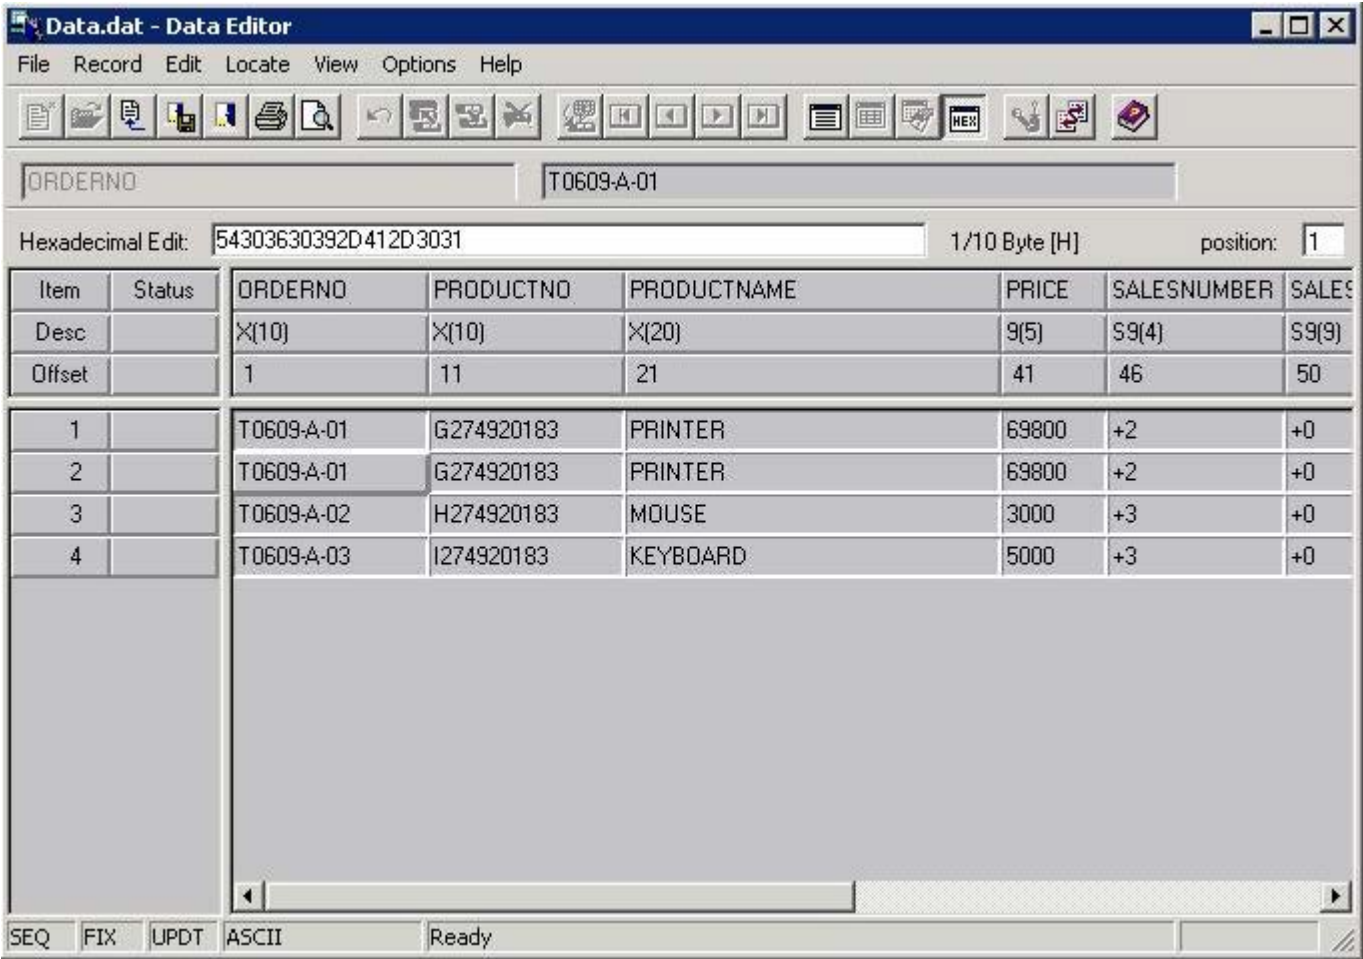 Data.dat - Data Editor
File Record Edit Locate View Options Help
HEX
ORDERNO T0609-A-01
Hexadecimal Edit: 54303630392D412D3031 1/10 Byte [H] position: 1
Item Status ORDERNO PRODUCTNO PRODUCTNAME PRICE SALESNUMBER SALES
Desc X(10) X(10) X(20) 9(5) S9(4) S9(9)
Offset 1 11 21 41 46 50
1 T0609-A-01 G274920183 PRINTER 69800 +2 +0
2 T0609-A-01 G274920183 PRINTER 69800 +2 +0
3 T0609-A-02 H274920183 MOUSE 3000 +3 +0
4 T0609-A-03 I274920183 KEYBOARD 5000 +3 +0
SEQ FIX UPDT ASCII Ready